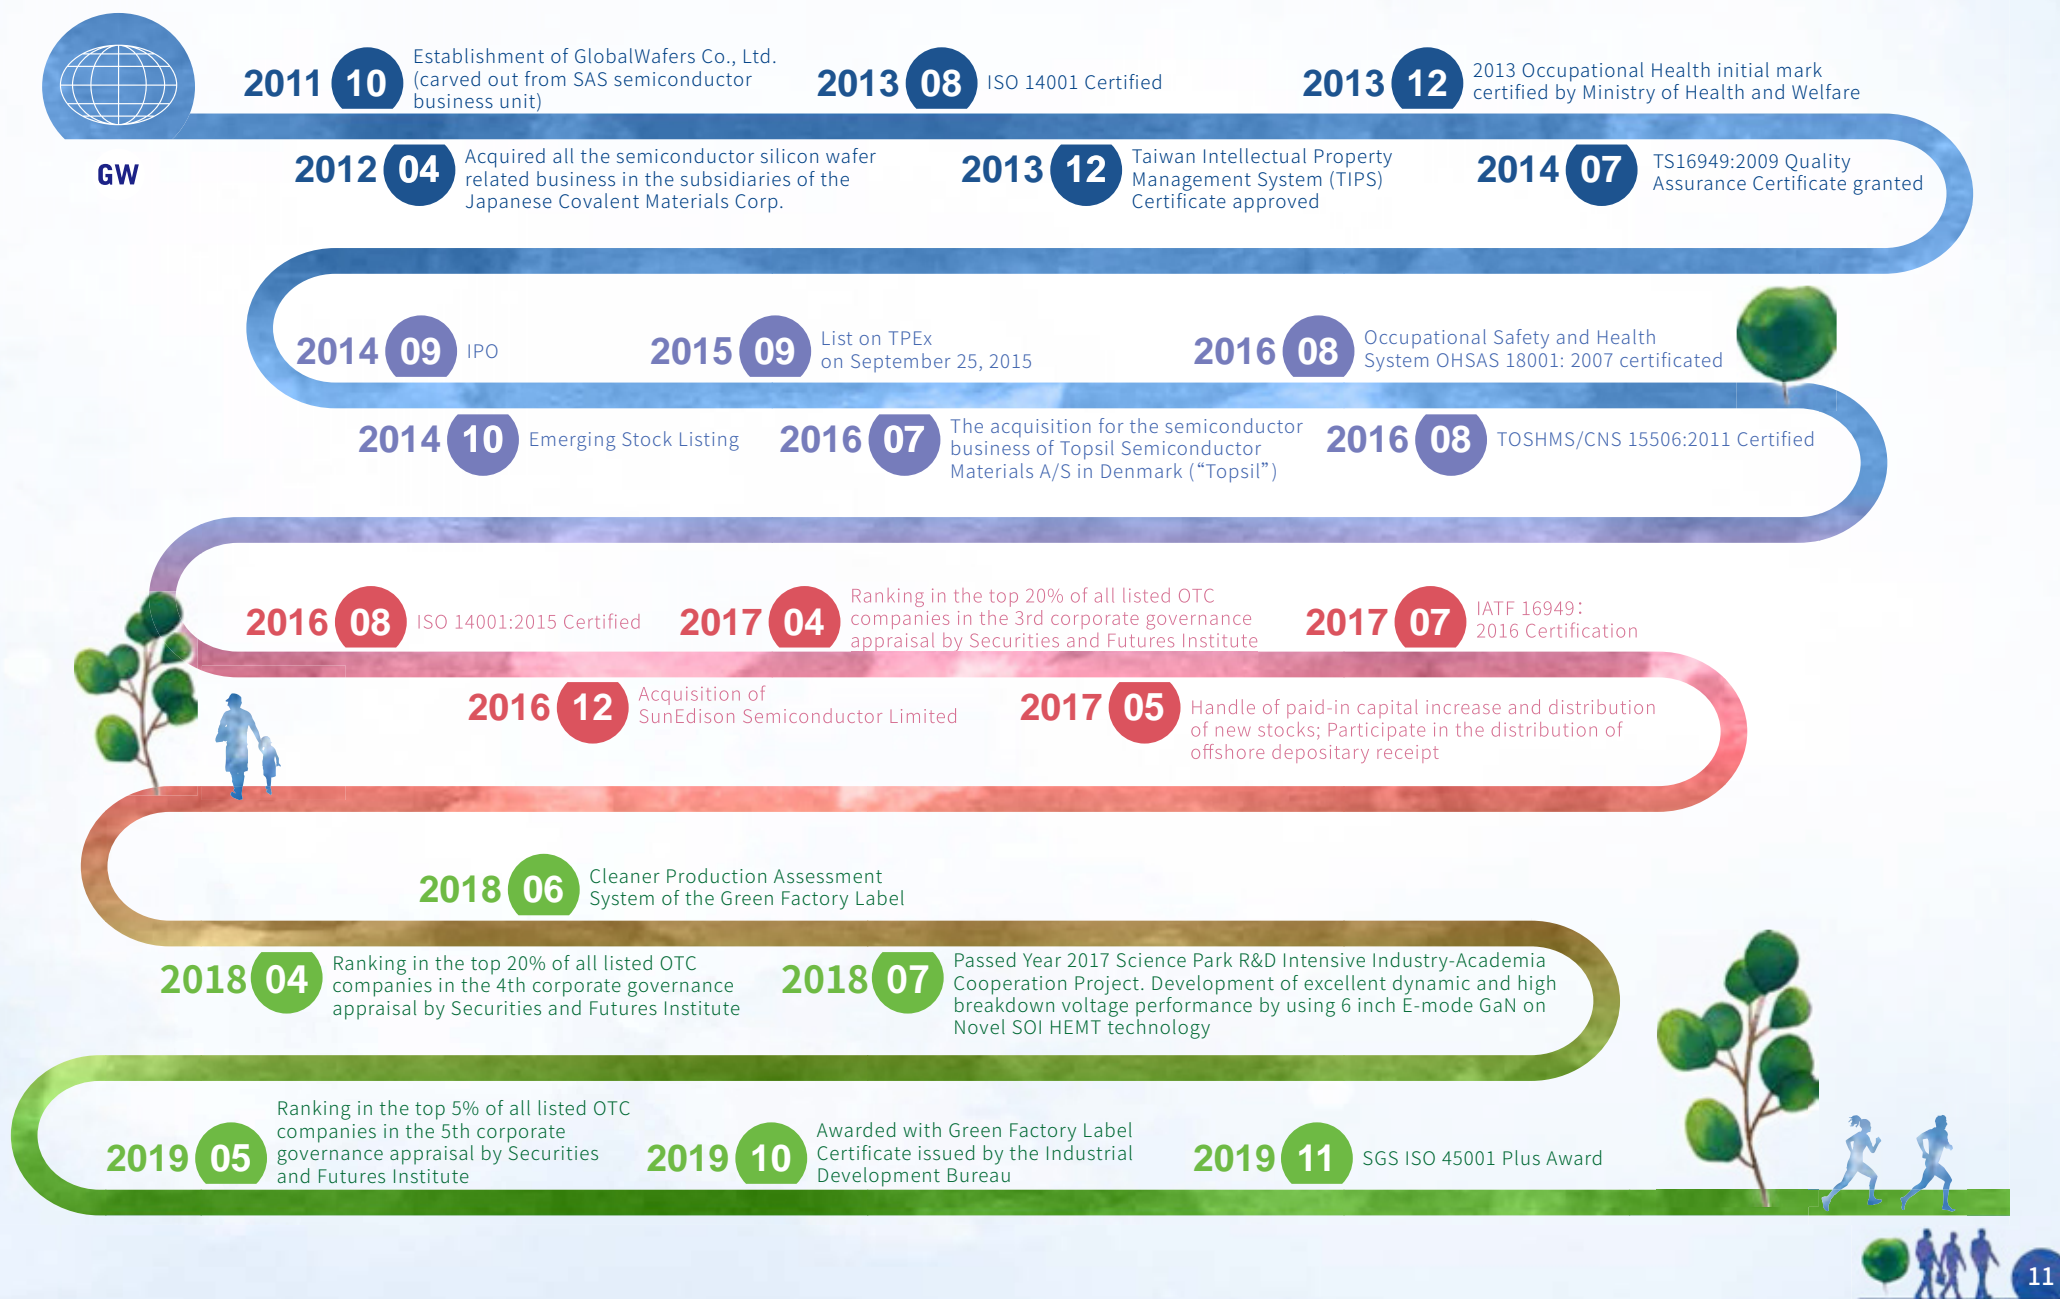 GW
2011 10
Establishment of GlobalWafers Co., Ltd.
(carved out from SAS semiconductor
business unit)
2012 04
Acquired all the semiconductor silicon wafer
related business in the subsidiaries of the
Japanese Covalent Materials Corp.
2013 08
ISO 14001 Certified
2013 12
Taiwan Intellectual Property
Management System (TIPS)
Certificate approved
2013 12
2013 Occupational Health initial mark
certified by Ministry of Health and Welfare
2014 07
TS16949:2009 Quality
Assurance Certificate granted
2014 09
IPO
2014 10
Emerging Stock Listing
2015 09
List on TPEx
on September 25, 2015
2016 07
The acquisition for the semiconductor
business of Topsil Semiconductor
Materials A/S in Denmark (“Topsil”)
2016 08
Occupational Safety and Health
System OHSAS 18001: 2007 certificated
2016 08
TOSHMS/CNS 15506:2011 Certified
2016 08
ISO 14001:2015 Certified
2016 12
Acquisition of
SunEdison Semiconductor Limited
2017 04
Ranking in the top 20% of all listed OTC
companies in the 3rd corporate governance
appraisal by Securities and Futures Institute
2017 05
Handle of paid-in capital increase and distribution
of new stocks; Participate in the distribution of
offshore depositary receipt
2017 07
IATF 16949：
2016 Certification
2018 04
Ranking in the top 20% of all listed OTC
companies in the 4th corporate governance
appraisal by Securities and Futures Institute
2018 06
Cleaner Production Assessment
System of the Green Factory Label
2018 07
Passed Year 2017 Science Park R&D Intensive Industry-Academia
Cooperation Project. Development of excellent dynamic and high
breakdown voltage performance by using 6 inch E-mode GaN on
Novel SOI HEMT technology
2019 05
Ranking in the top 5% of all listed OTC
companies in the 5th corporate
governance appraisal by Securities
and Futures Institute
2019 10
Awarded with Green Factory Label
Certificate issued by the Industrial
Development Bureau
2019 11
SGS ISO 45001 Plus Award
11